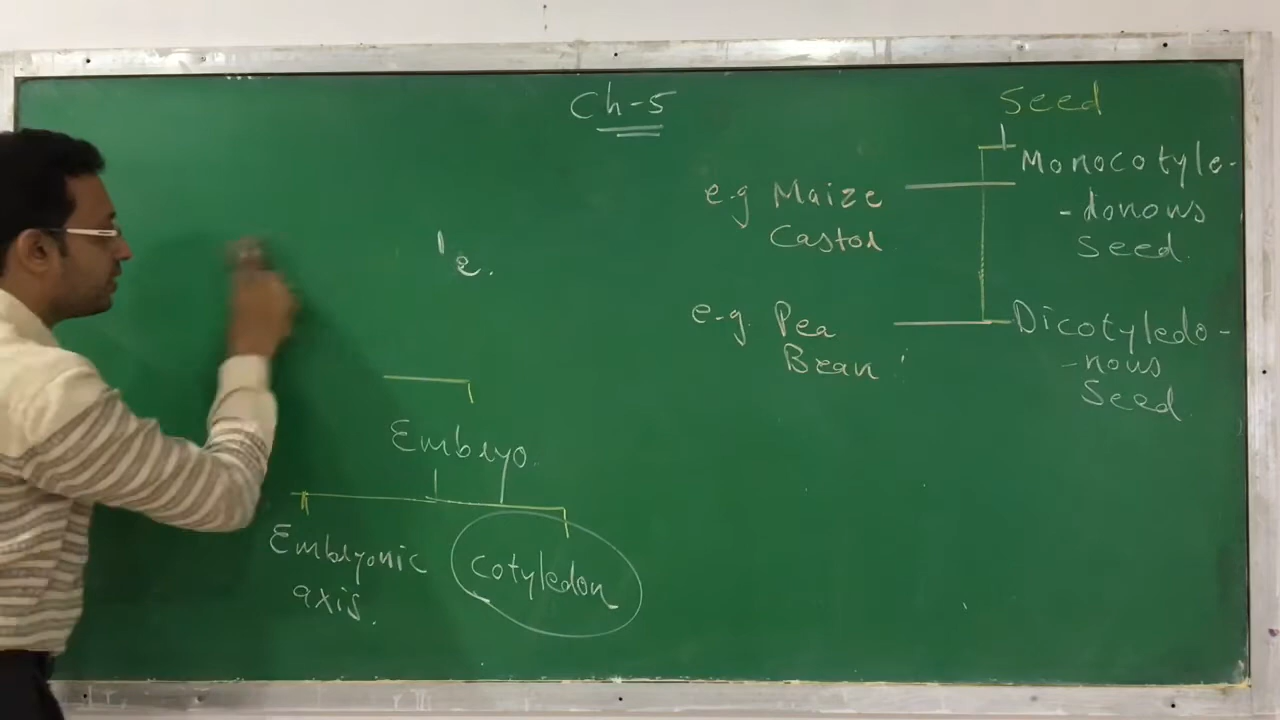 Ch-5
Seed
Monocotyle-
-donous
Seed
e.g Maize
Castor
e.g. Pea
Bean
Dicotyledo-
-nous
Seed
Embryo.
Embryonic
axis.
Cotyledon